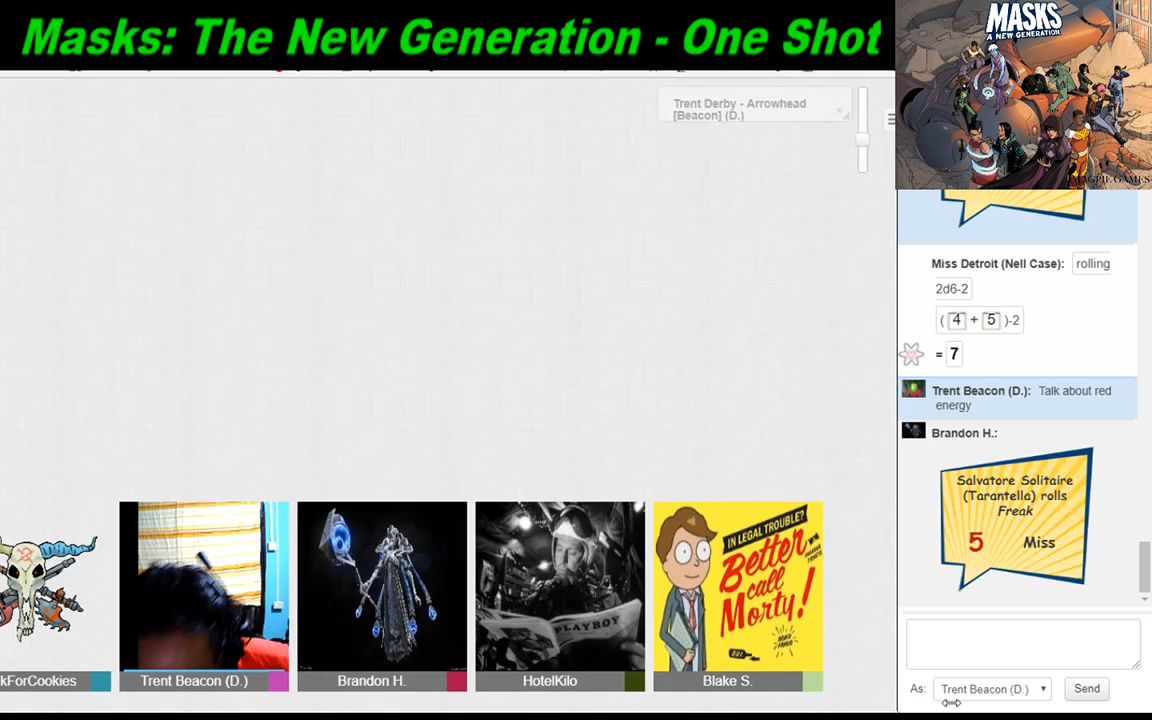 Masks: The New Generation - One Shot
MASKS
A NEW GENERATION
MAGPIE GAMES
Trent Derby - Arrowhead
[Beacon] (D.)
Miss Detroit (Nell Case): rolling
2d6-2
( 4 + 5 )-2
= 7
Trent Beacon (D.): Talk about red
energy
Brandon H.:
Salvatore Solitaire
(Tarantella) rolls
Freak
5 Miss
IN LEGAL TROUBLE?
Better
call
Morty!
PLAYBOY
kForCookies
Trent Beacon (D.)
Brandon H.
HotelKilo
Blake S.
As: Trent Beacon (D.) Send